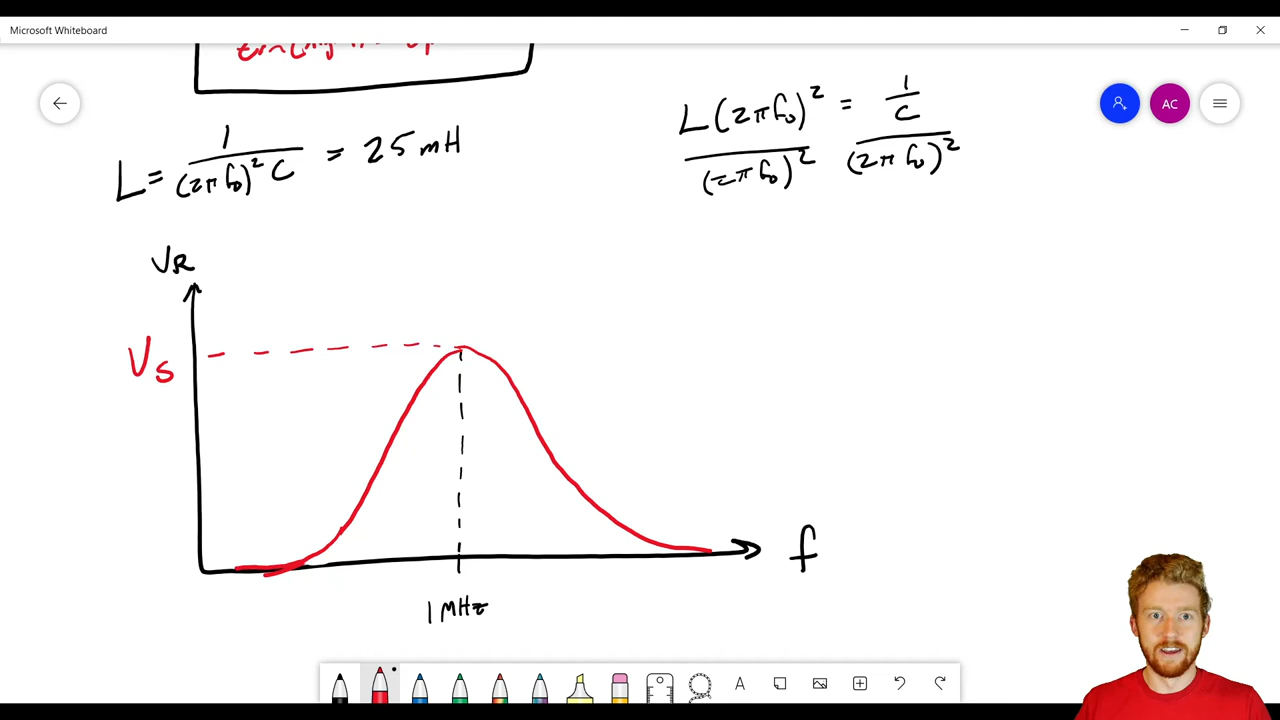 Microsoft Whiteboard
AC
L = 1/(2πf₀)²C = 25 mH
L(2πf₀)²/(2πf₀)² = 1/C/(2πf₀)²
VR
Vs
f
1 MHz
A